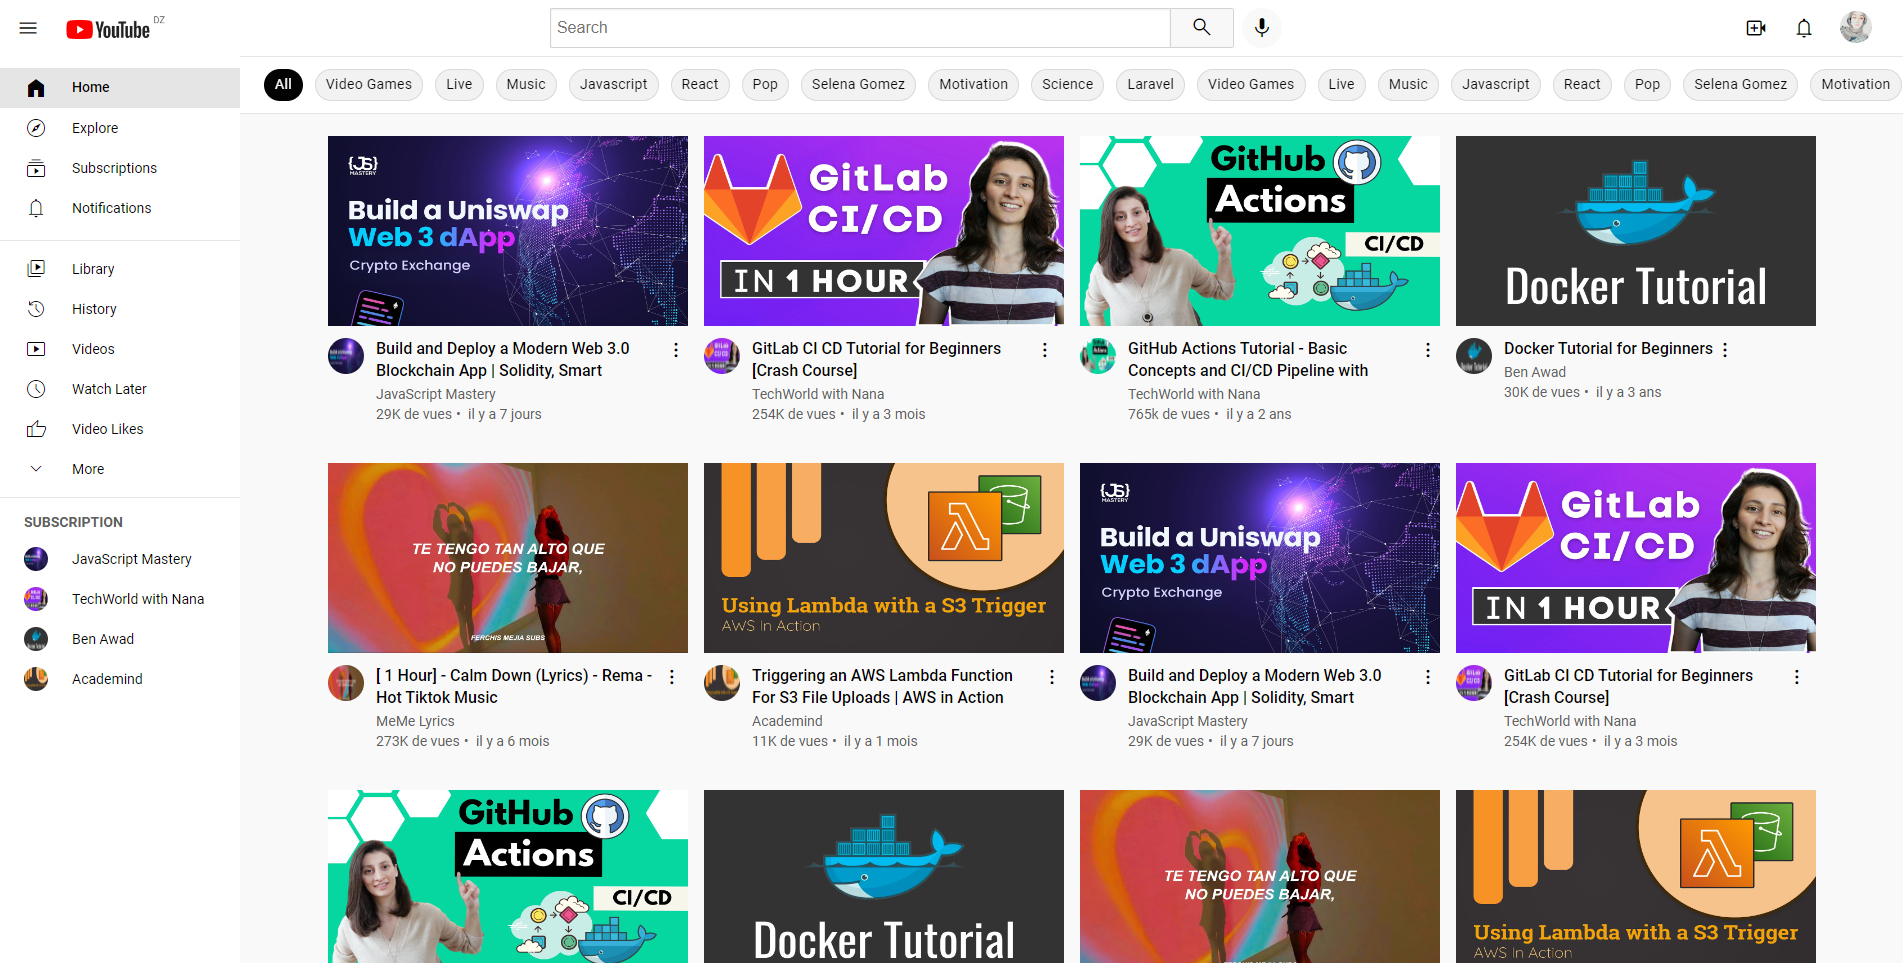 YouTube DZ
Search
Home
Explore
Subscriptions
Notifications
Library
History
Videos
Watch Later
Video Likes
More
SUBSCRIPTION
JavaScript Mastery
TechWorld with Nana
Ben Awad
Academind
All Video Games Live Music Javascript React Pop Selena Gomez Motivation Science Laravel Video Games Live Music Javascript React Pop Selena Gomez Motivation
{JS}
MASTERY
Build a Uniswap
Web 3 dApp
Crypto Exchange
Build and Deploy a Modern Web 3.0
Blockchain App | Solidity, Smart
JavaScript Mastery
29K de vues • il y a 7 jours
GitLab
CI/CD
IN 1 HOUR
GitLab CI CD Tutorial for Beginners
[Crash Course]
TechWorld with Nana
254K de vues • il y a 3 mois
GitHub
Actions
CI/CD
GitHub Actions Tutorial - Basic
Concepts and CI/CD Pipeline with
TechWorld with Nana
765k de vues • il y a 2 ans
Docker Tutorial
Docker Tutorial for Beginners
Ben Awad
30K de vues • il y a 3 ans
TE TENGO TAN ALTO QUE
NO PUEDES BAJAR,
FERCHIS MEJIA SUBS
[ 1 Hour] - Calm Down (Lyrics) - Rema -
Hot Tiktok Music
MeMe Lyrics
273K de vues • il y a 6 mois
Using Lambda with a S3 Trigger
AWS In Action
Triggering an AWS Lambda Function
For S3 File Uploads | AWS in Action
Academind
11K de vues • il y a 1 mois
{JS}
MASTERY
Build a Uniswap
Web 3 dApp
Crypto Exchange
Build and Deploy a Modern Web 3.0
Blockchain App | Solidity, Smart
JavaScript Mastery
29K de vues • il y a 7 jours
GitLab
CI/CD
IN 1 HOUR
GitLab CI CD Tutorial for Beginners
[Crash Course]
TechWorld with Nana
254K de vues • il y a 3 mois
GitHub
Actions
CI/CD
Docker Tutorial
TE TENGO TAN ALTO QUE
NO PUEDES BAJAR,
Using Lambda with a S3 Trigger
AWS In Action